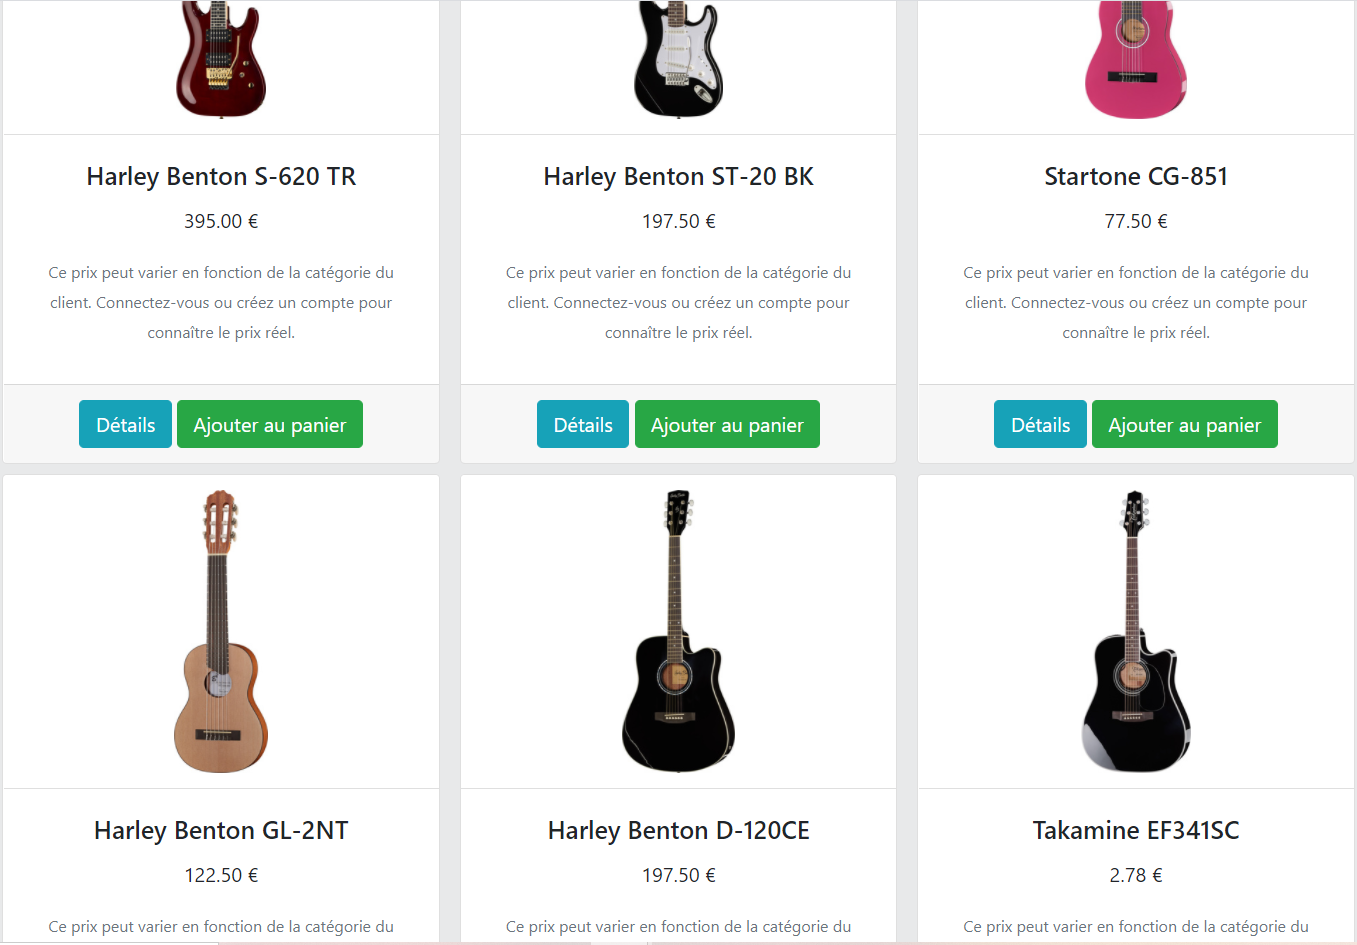 Harley Benton S-620 TR
395.00 €
Ce prix peut varier en fonction de la catégorie du
client. Connectez-vous ou créez un compte pour
connaître le prix réel.
Détails Ajouter au panier
Harley Benton ST-20 BK
197.50 €
Ce prix peut varier en fonction de la catégorie du
client. Connectez-vous ou créez un compte pour
connaître le prix réel.
Détails Ajouter au panier
Startone CG-851
77.50 €
Ce prix peut varier en fonction de la catégorie du
client. Connectez-vous ou créez un compte pour
connaître le prix réel.
Détails Ajouter au panier
Harley Benton GL-2NT
122.50 €
Ce prix peut varier en fonction de la catégorie du
Harley Benton D-120CE
197.50 €
Ce prix peut varier en fonction de la catégorie du
Takamine EF341SC
2.78 €
Ce prix peut varier en fonction de la catégorie du